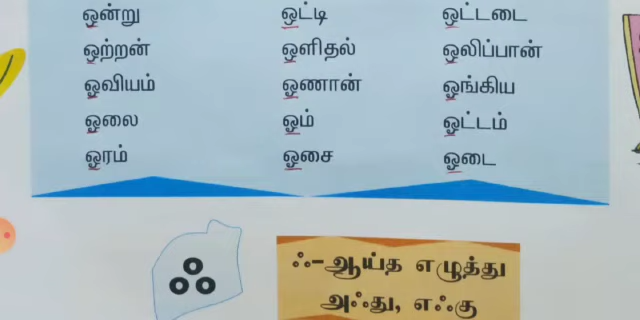 ஒன்று ஒட்டி ஒட்டடை
ஒற்றன் ஒளிதல் ஒலிப்பான்
ஓவியம் ஓணான் ஓங்கிய
ஓலை ஓம் ஓட்டம்
ஓரம் ஓசை ஓடை
ஃ
ஃ-ஆய்த எழுத்து
அஃது, எஃகு